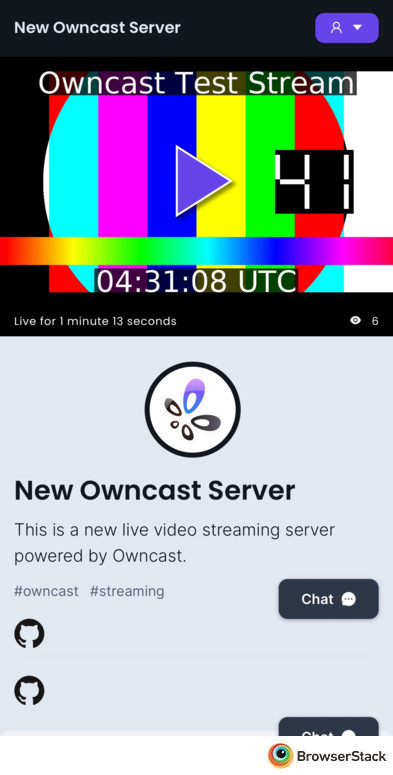 New Owncast Server
Owncast Test Stream
41
04:31:08 UTC
Live for 1 minute 13 seconds
6
New Owncast Server
This is a new live video streaming server
powered by Owncast.
#owncast #streaming
Chat
Chat
BrowserStack